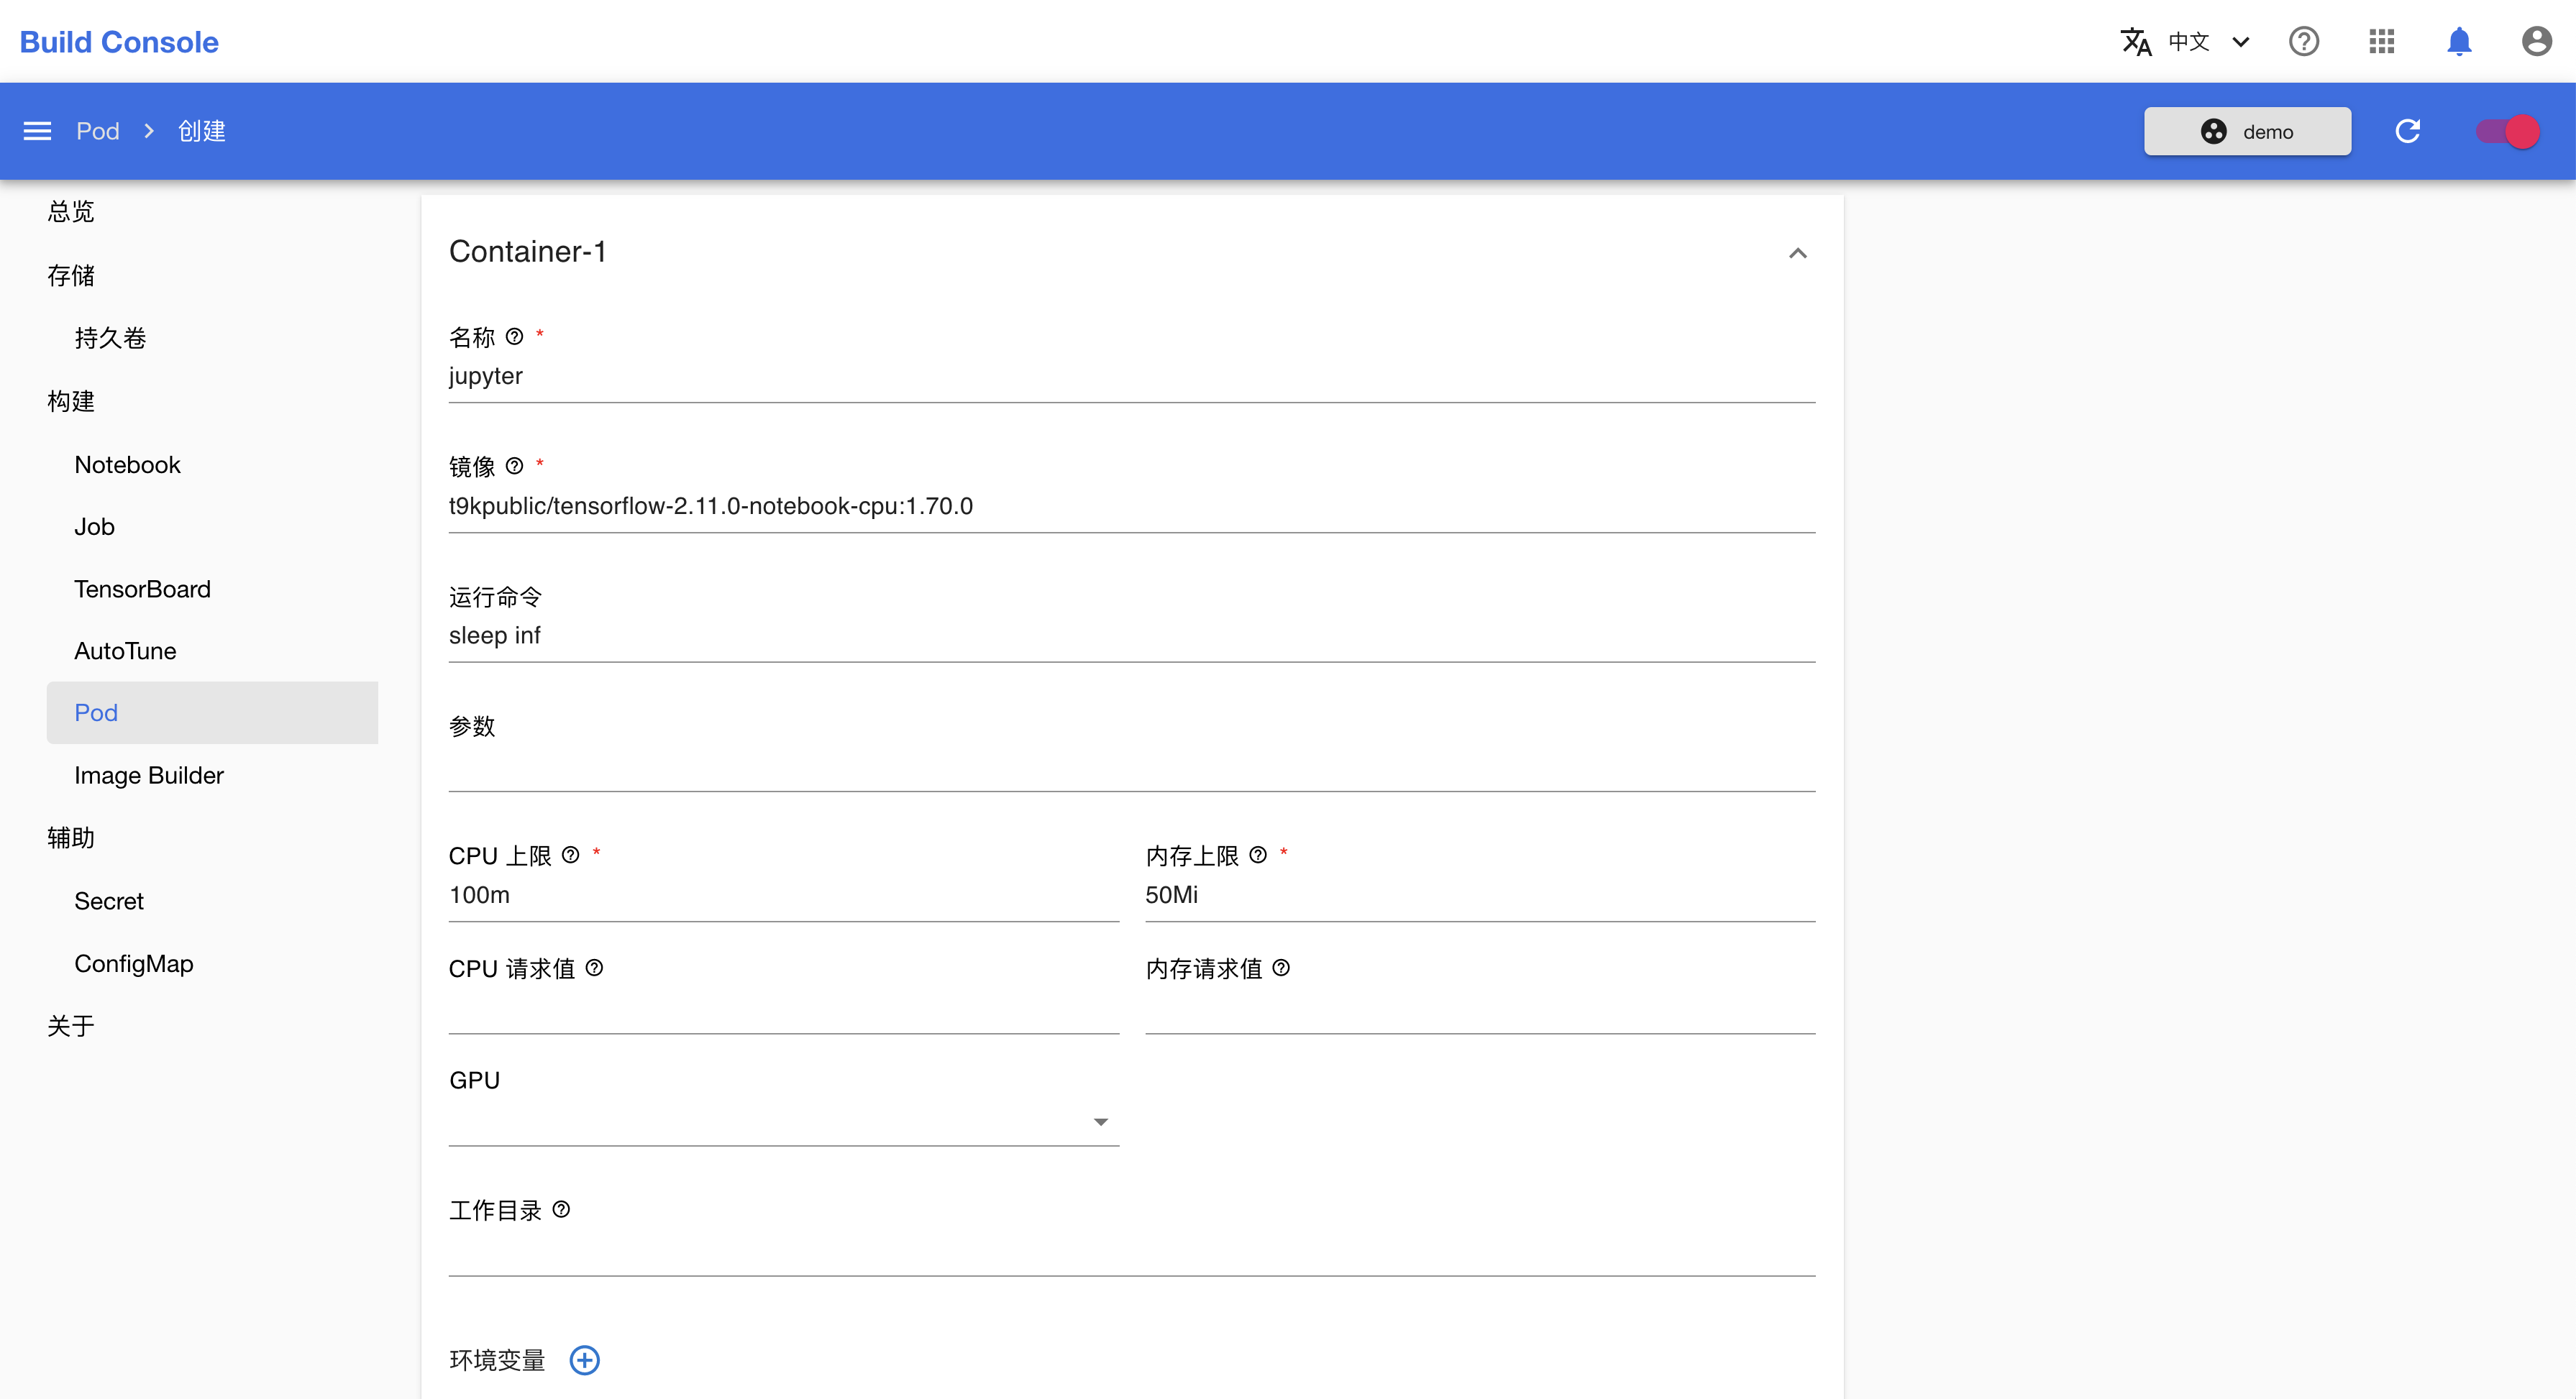 Build Console
中文
Pod
创建
demo
总览
存储
持久卷
构建
Notebook
Job
TensorBoard
AutoTune
Pod
Image Builder
辅助
Secret
ConfigMap
关于
Container-1
名称 *
jupyter
镜像 *
t9kpublic/tensorflow-2.11.0-notebook-cpu:1.70.0
运行命令
sleep inf
参数
CPU 上限 *
100m
内存上限 *
50Mi
CPU 请求值
内存请求值
GPU
工作目录
环境变量